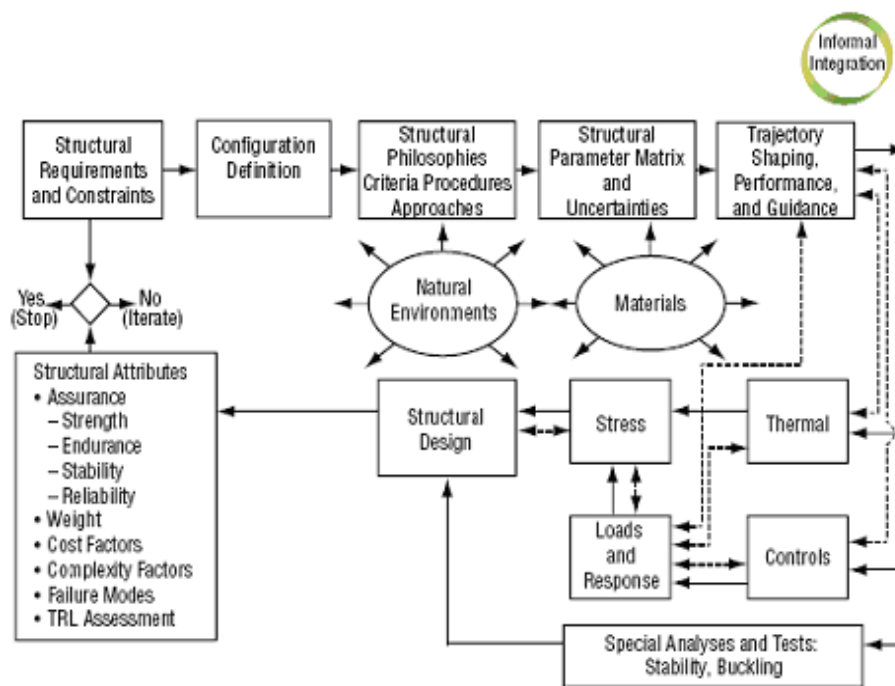 Informal
Integration
Structural
Requirements
and Constraints
Configuration
Definition
Structural
Philosophies
Criteria Procedures
Approaches
Structural
Parameter Matrix
and
Uncertainties
Trajectory
Shaping,
Performance,
and Guidance
Yes
(Stop)
No
(Iterate)
Natural
Environments
Materials
Structural Attributes
• Assurance
– Strength
– Endurance
– Stability
– Reliability
• Weight
• Cost Factors
• Complexity Factors
• Failure Modes
• TRL Assessment
Structural
Design
Stress
Thermal
Loads
and
Response
Controls
Special Analyses and Tests:
Stability, Buckling